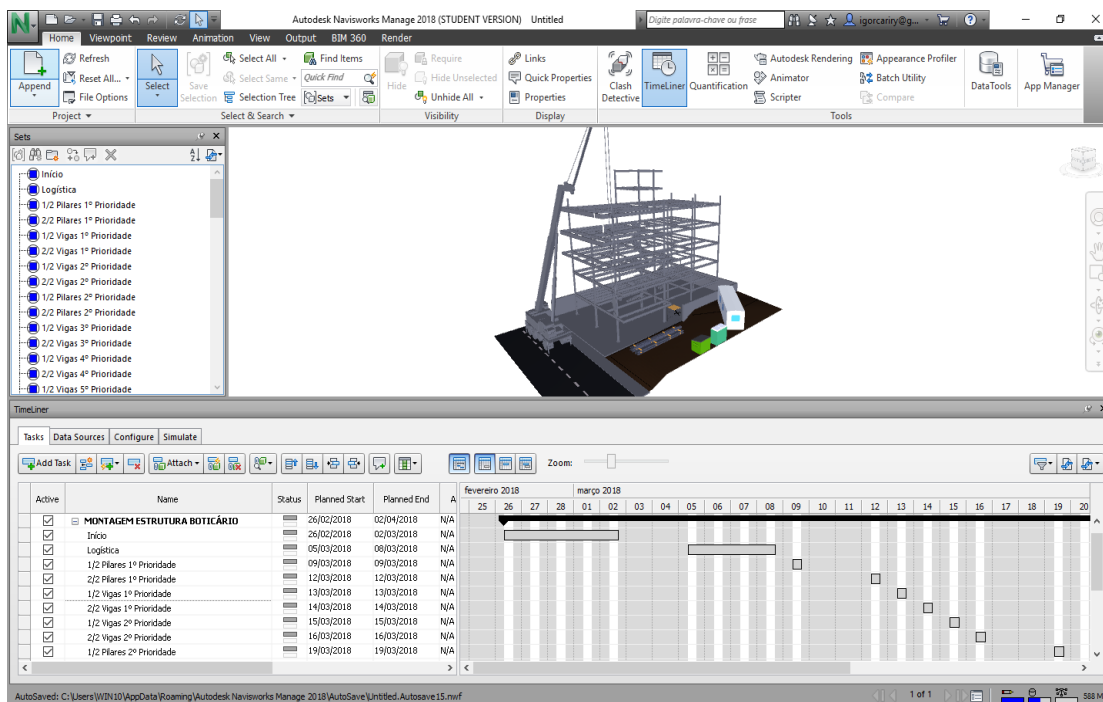 Autodesk Navisworks Manage 2018 (STUDENT VERSION) Untitled
Digite palavra-chave ou frase
igorcariry@g...
Home Viewpoint Review Animation View Output BIM 360 Render
Append
Refresh
Reset All...
File Options
Project
Select
Save Selection
Select All
Select Same
Selection Tree
Find Items
Quick Find
Sets
Select & Search
Hide
Require
Hide Unselected
Unhide All
Visibility
Links
Quick Properties
Properties
Display
Clash Detective
TimeLiner
Quantification
Autodesk Rendering
Animator
Scripter
Appearance Profiler
Batch Utility
Compare
DataTools
App Manager
Tools
Sets
Início
Logística
1/2 Pilares 1º Prioridade
2/2 Pilares 1º Prioridade
1/2 Vigas 1º Prioridade
2/2 Vigas 1º Prioridade
1/2 Vigas 2º Prioridade
2/2 Vigas 2º Prioridade
1/2 Pilares 2º Prioridade
2/2 Pilares 2º Prioridade
1/2 Vigas 3º Prioridade
2/2 Vigas 3º Prioridade
1/2 Vigas 4º Prioridade
2/2 Vigas 4º Prioridade
1/2 Vigas 5º Prioridade
TimeLiner
Tasks Data Sources Configure Simulate
Add Task
Attach
Zoom:
Active Name Status Planned Start Planned End A
fevereiro 2018 março 2018
25 26 27 28 01 02 03 04 05 06 07 08 09 10 11 12 13 14 15 16 17 18 19 20
MONTAGEM ESTRUTURA BOTICÁRIO 26/02/2018 02/04/2018 N/A
Início 26/02/2018 02/03/2018 N/A
Logística 05/03/2018 08/03/2018 N/A
1/2 Pilares 1º Prioridade 09/03/2018 09/03/2018 N/A
2/2 Pilares 1º Prioridade 12/03/2018 12/03/2018 N/A
1/2 Vigas 1º Prioridade 13/03/2018 13/03/2018 N/A
2/2 Vigas 1º Prioridade 14/03/2018 14/03/2018 N/A
1/2 Vigas 2º Prioridade 15/03/2018 15/03/2018 N/A
2/2 Vigas 2º Prioridade 16/03/2018 16/03/2018 N/A
1/2 Pilares 2º Prioridade 19/03/2018 19/03/2018 N/A
AutoSaved: C:\Users\WIN10\AppData\Roaming\Autodesk Navisworks Manage 2018\AutoSave\Untitled.Autosave15.nwf
1 of 1
588 M